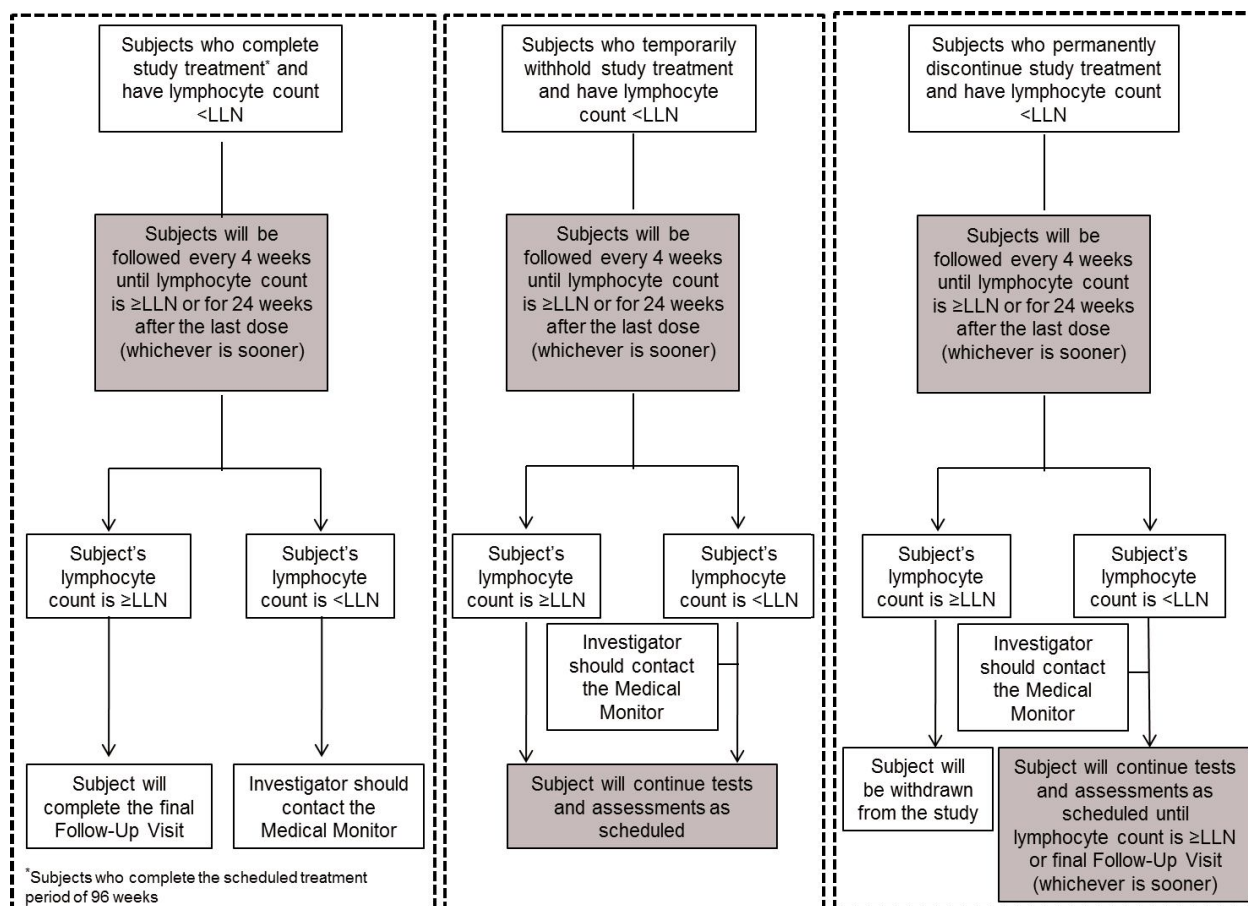 Subjects who complete
study treatment* and
have lymphocyte count
<LLN
Subjects will be
followed every 4 weeks
until lymphocyte count
is ≥LLN or for 24 weeks
after the last dose
(whichever is sooner)
Subject's
lymphocyte
count is ≥LLN
Subject's
lymphocyte
count is <LLN
Subject will
complete the final
Follow-Up Visit
Investigator should
contact the
Medical Monitor
*Subjects who complete the scheduled treatment
period of 96 weeks
Subjects who temporarily
withhold study treatment
and have lymphocyte
count <LLN
Subjects will be
followed every 4 weeks
until lymphocyte count
is ≥LLN or for 24 weeks
after the last dose
(whichever is sooner)
Subject's
lymphocyte
count is ≥LLN
Subject's
lymphocyte
count is <LLN
Investigator
should contact
the Medical
Monitor
Subject will continue tests
and assessments as
scheduled
Subjects who permanently
discontinue study treatment
and have lymphocyte count
<LLN
Subjects will be
followed every 4 weeks
until lymphocyte count
is ≥LLN or for 24 weeks
after the last dose
(whichever is sooner)
Subject's
lymphocyte
count is ≥LLN
Subject's
lymphocyte
count is <LLN
Investigator
should contact
the Medical
Monitor
Subject will
be withdrawn
from the study
Subject will continue tests
and assessments as
scheduled until
lymphocyte count is ≥LLN
or final Follow-Up Visit
(whichever is sooner)